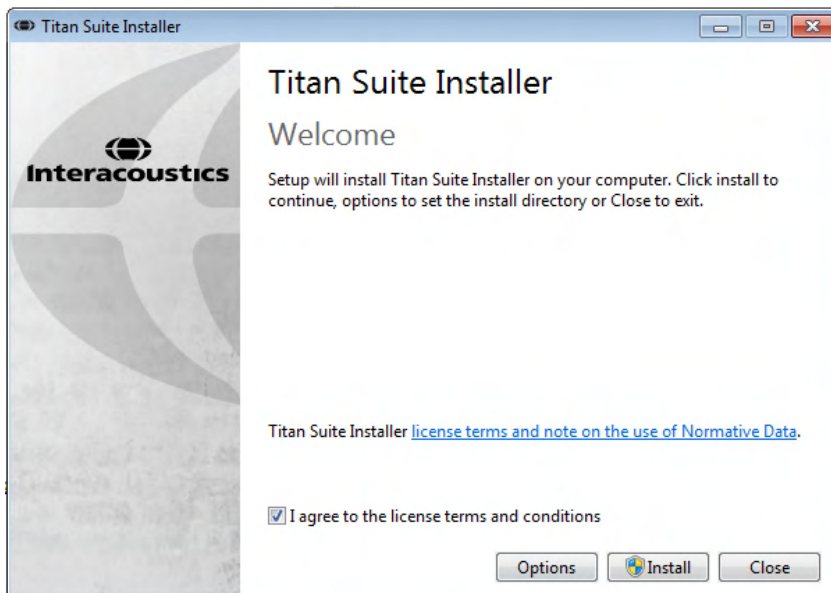 Titan Suite Installer
Titan Suite Installer
Welcome
Interacoustics
Setup will install Titan Suite Installer on your computer. Click install to
continue, options to set the install directory or Close to exit.
Titan Suite Installer license terms and note on the use of Normative Data.
I agree to the license terms and conditions
Options
Install
Close